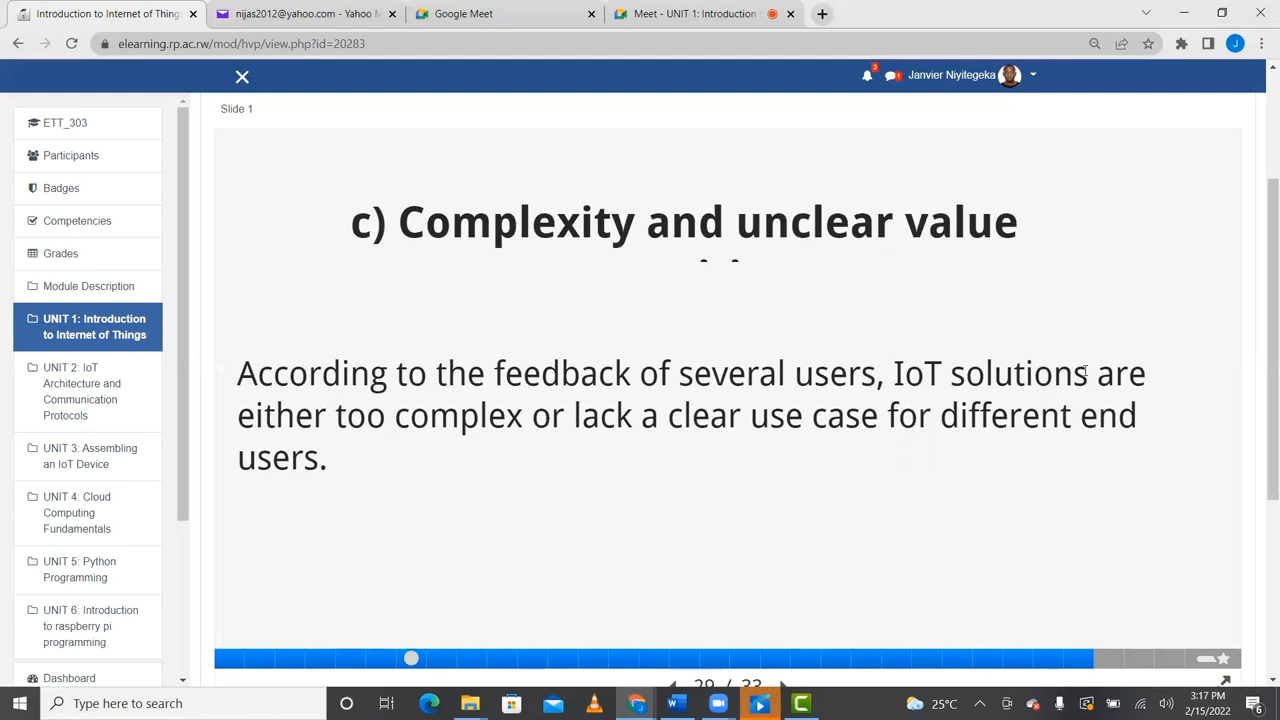 Introduction to Internet of Thing
nijas2012@yahoo.com - Yahoo M
Google Meet
Meet - UNIT 1: Introduction
elearning.rp.ac.rw/mod/hvp/view.php?id=20283
J
3
1
Janvier Niyitegeka
Slide 1
ETT_303
Participants
Badges
Competencies
Grades
Module Description
UNIT 1: Introduction
to Internet of Things
UNIT 2: IoT
Architecture and
Communication
Protocols
UNIT 3: Assembling
an IoT Device
UNIT 4: Cloud
Computing
Fundamentals
UNIT 5: Python
Programming
UNIT 6: Introduction
to raspberry pi
programming.
Dashboard
c) Complexity and unclear value
According to the feedback of several users, IoT solutions are
either too complex or lack a clear use case for different end
users.
29 / 33
Type here to search
25°C
3:17 PM
2/15/2022
6